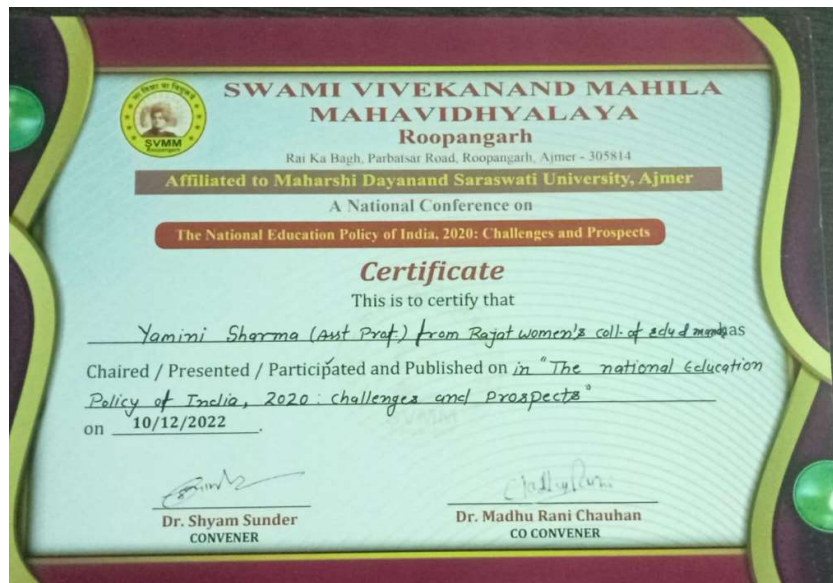 SWAMI VIVEKANAND MAHILA
MAHAVIDHYALAYA
Roopangarh
SVMM
Roopangarh
Rai Ka Bagh, Parbatsar Road, Roopangarh, Ajmer - 305814
Affiliated to Maharshi Dayanand Saraswati University, Ajmer
A National Conference on
The National Education Policy of India, 2020: Challenges and Prospects
Certificate
This is to certify that
Yamini Sharma (Asst Prof.) from Rajat women's coll. of as
Chaired / Presented / Participated and Published on in "The national Education
Policy of India, 2020: challenges and Prospects"
on 10/12/2022.
Dr. Shyam Sunder
CONVENER
Dr. Madhu Rani Chauhan
CO CONVENER